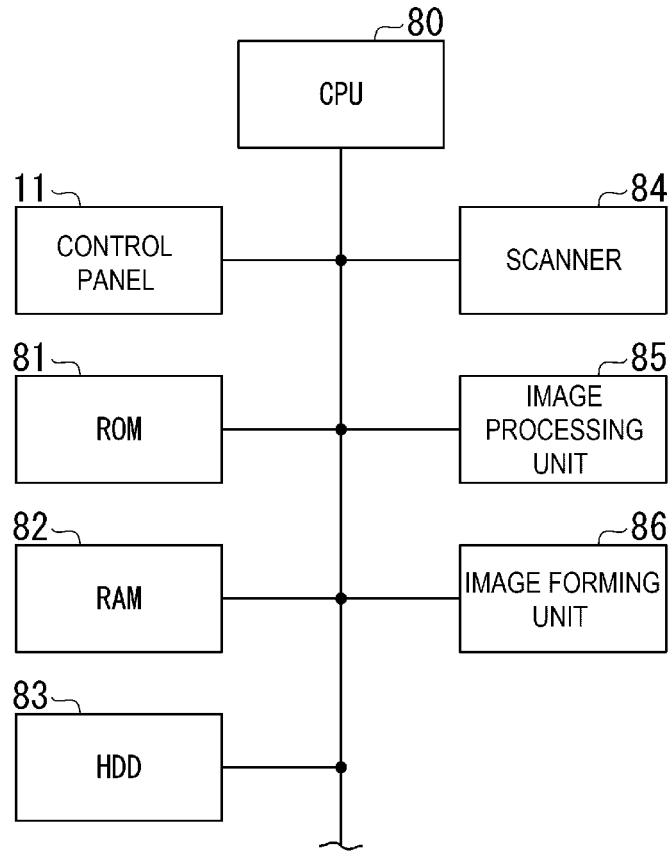 80
CPU
11
CONTROL
PANEL
84
SCANNER
81
ROM
85
IMAGE
PROCESSING
UNIT
82
RAM
86
IMAGE FORMING
UNIT
83
HDD